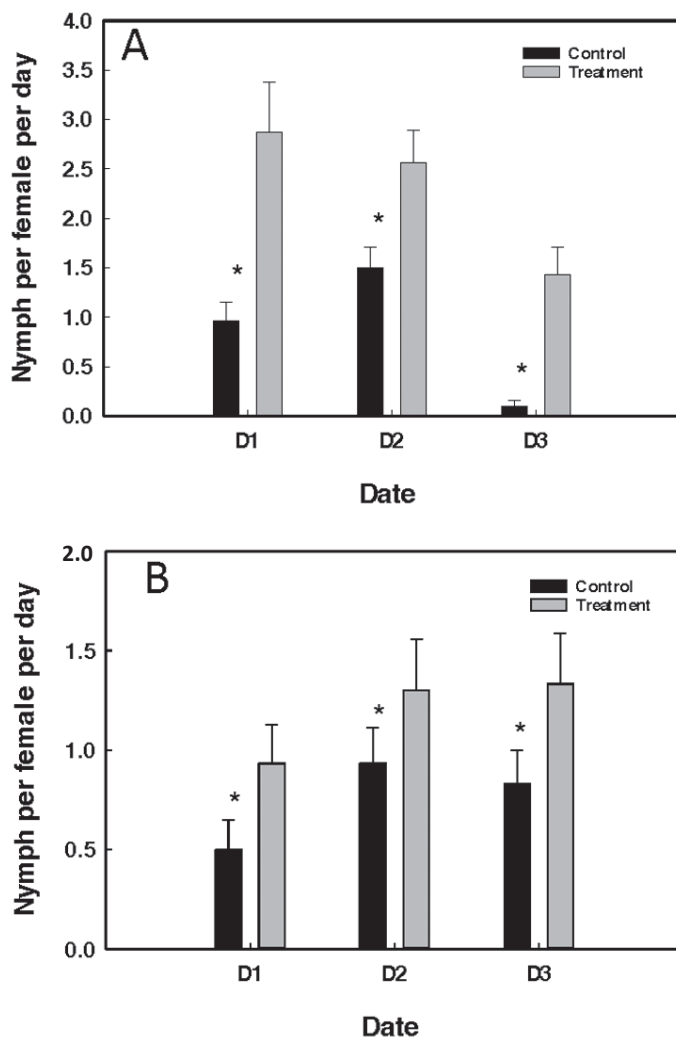 A
Control
Treatment
4.0
3.5
3.0
2.5
2.0
1.5
1.0
0.5
0.0
Nymph per female per day
*
*
*
D1 D2 D3
Date
B
Control
Treatment
2.0
1.5
1.0
0.5
0.0
Nymph per female per day
*
*
*
D1 D2 D3
Date